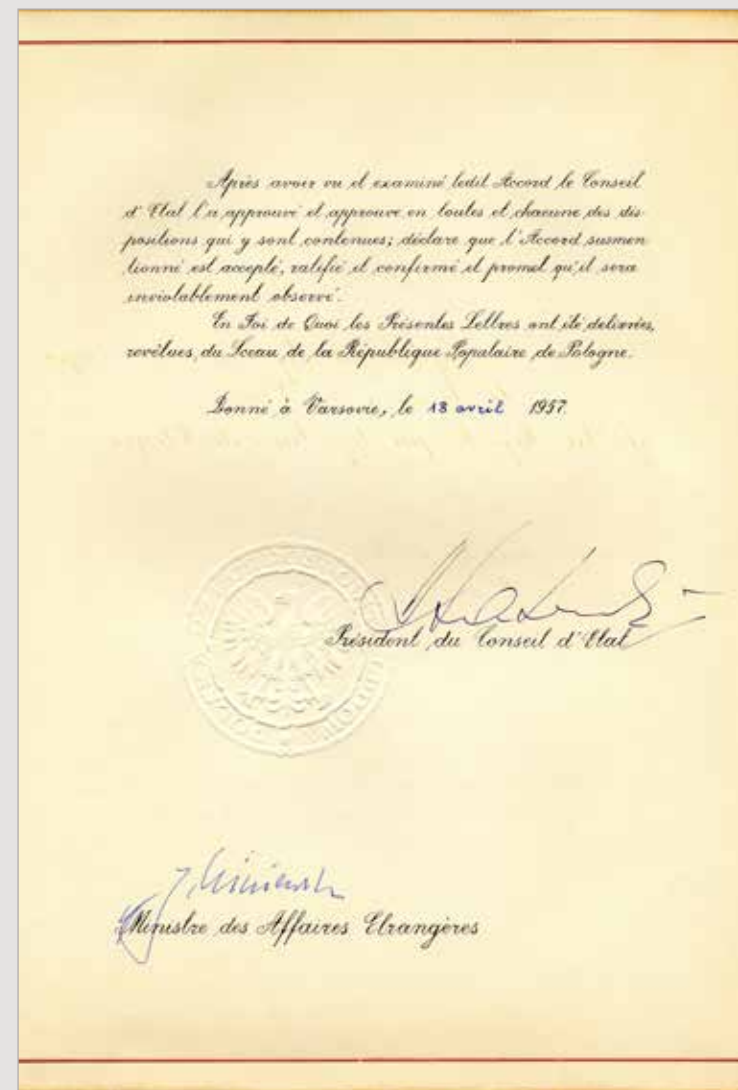 Après avoir vu et examiné ledit Accord le Conseil
d'Etat l'a approuvé et approuve en toutes et chacune des dis
positions qui y sont contenues; déclare que l'Accord susmen
tionné est accepté, ratifié et confirmé et promet qu'il sera
inviolablement observé.
En Foi de Quoi les Présentes Lettres ont été délivrées,
revêtues du Sceau de la République Populaire de Pologne.
Donné à Varsovie, le 18 avril 1957.
Président du Conseil d'Etat
Ministre des Affaires Etrangères